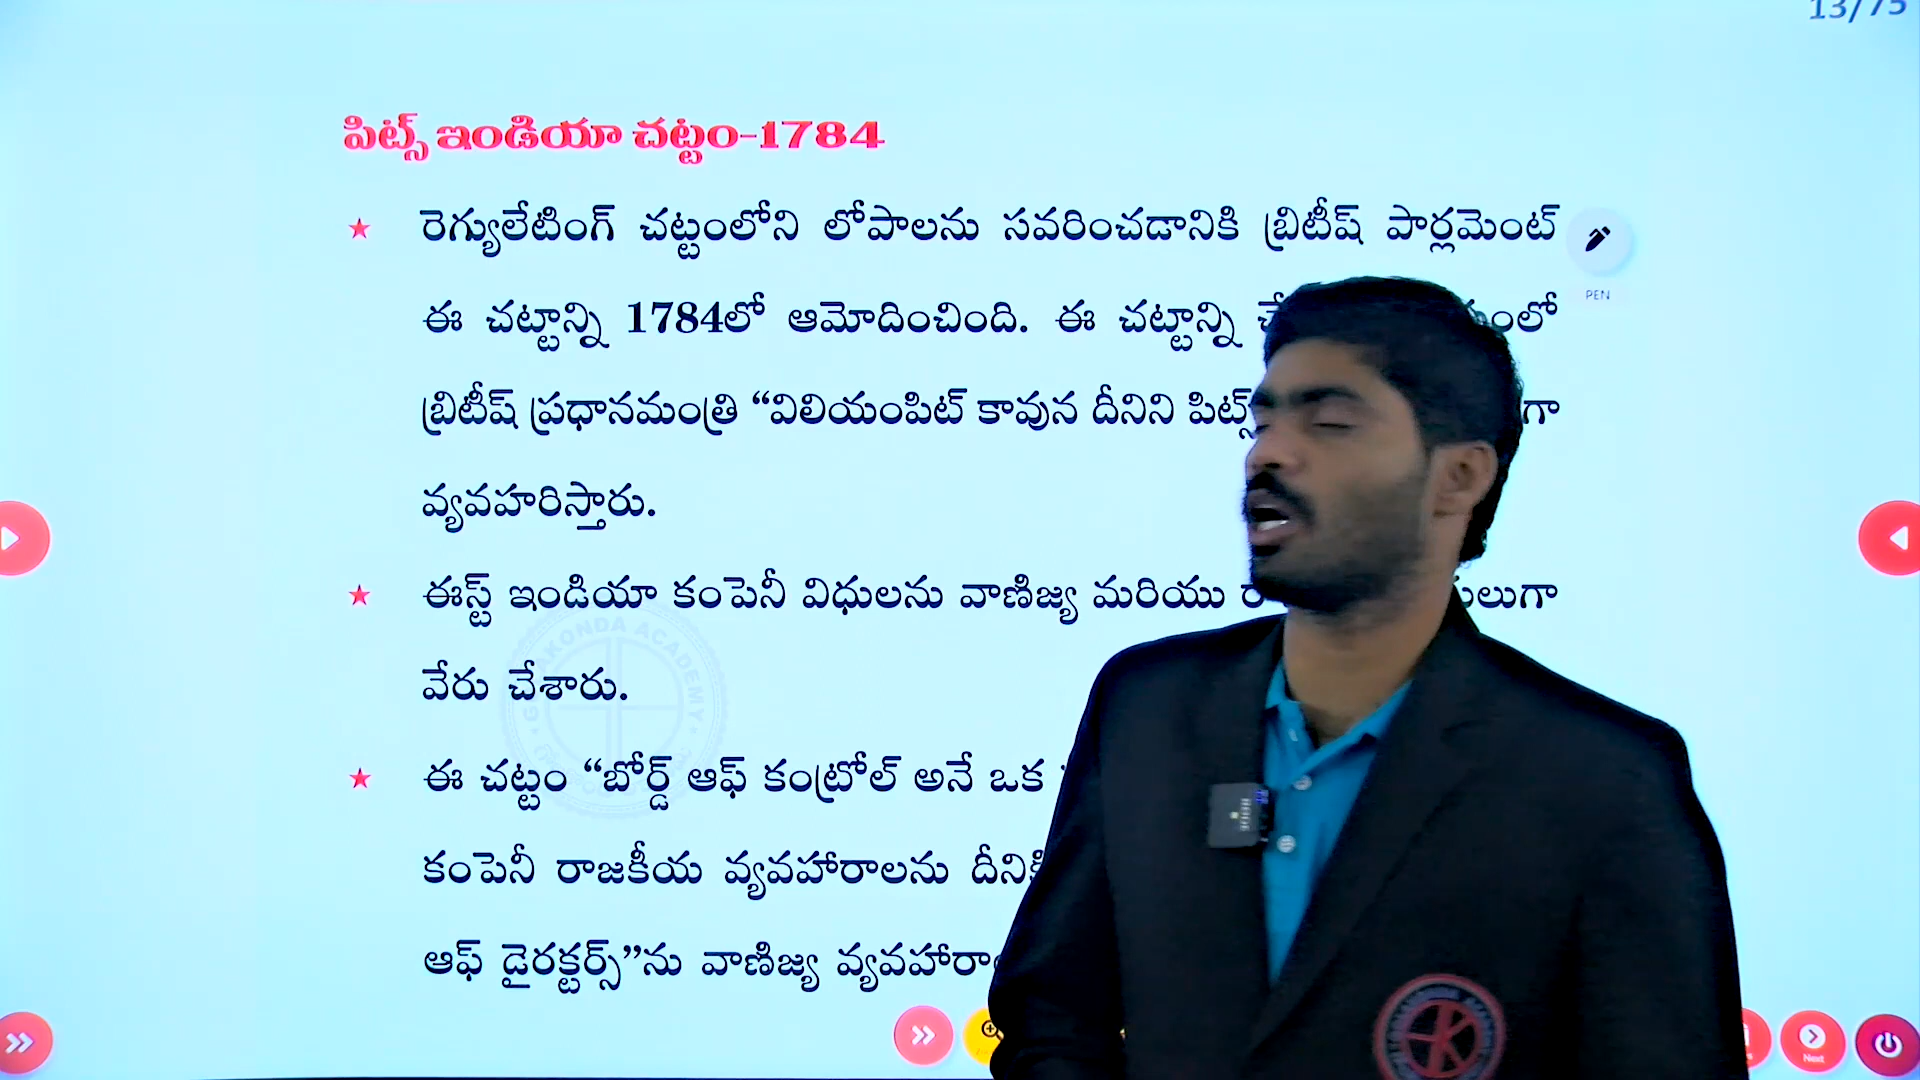 13/75
పిట్స్ ఇండియా చట్టం-1784
★ రెగ్యులేటింగ్ చట్టంలోని లోపాలను సవరించడానికి బ్రిటీష్ పార్లమెంట్
ఈ చట్టాన్ని 1784లో ఆమోదించింది. ఈ చట్టాన్ని
బ్రిటీష్ ప్రధానమంత్రి “విలియంపిట్ కావున దీనిని పిట్స్ గా
వ్యవహరిస్తారు.
★ ఈస్ట్ ఇండియా కంపెనీ విధులను వాణిజ్య మరియు
వేరు చేశారు.
★ ఈ చట్టం “బోర్డ్ ఆఫ్ కంట్రోల్ అనే ఒక
కంపెనీ రాజకీయ వ్యవహారాలను
ఆఫ్ డైరక్టర్స్”ను వాణిజ్య
PEN
Next